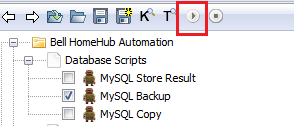 K T
Bell HomeHub Automation
Database Scripts
MySQL Store Result
MySQL Backup
MySQL Copy